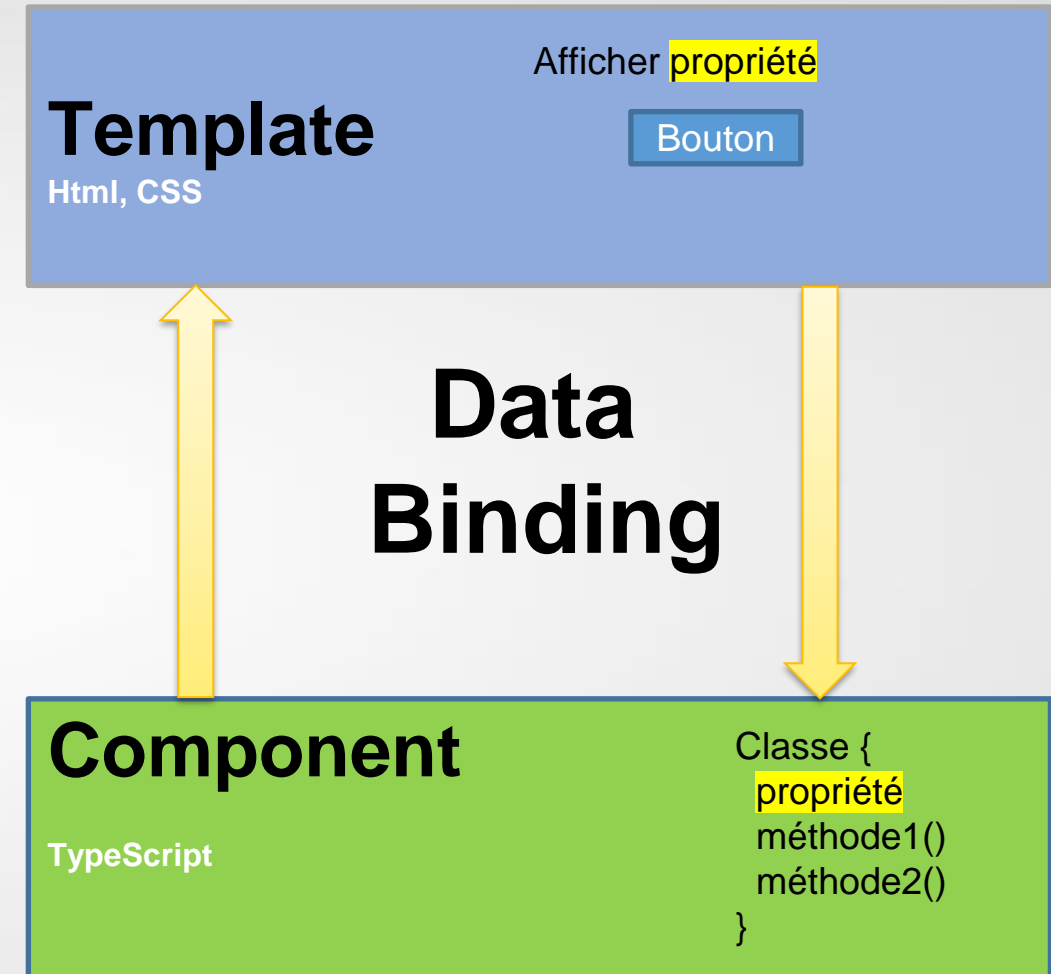 Afficher propriété
Template
Bouton
Html, CSS
Data
Binding
Component
TypeScript
Classe {
propriété
méthode1()
méthode2()
}